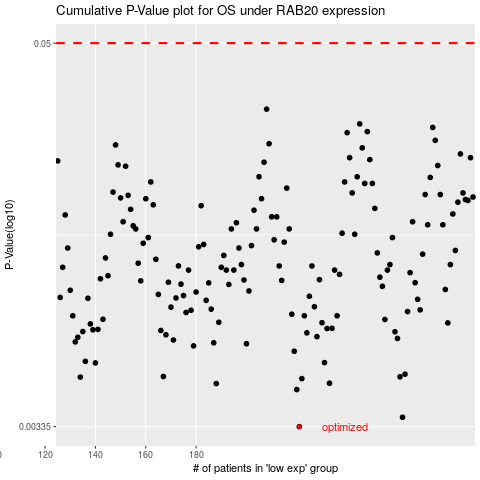 Cumulative P-Value plot for OS under RAB20 expression
0.05
P-Value(log10)
0.00335
optimized
0 120 140 160 180
# of patients in 'low exp' group